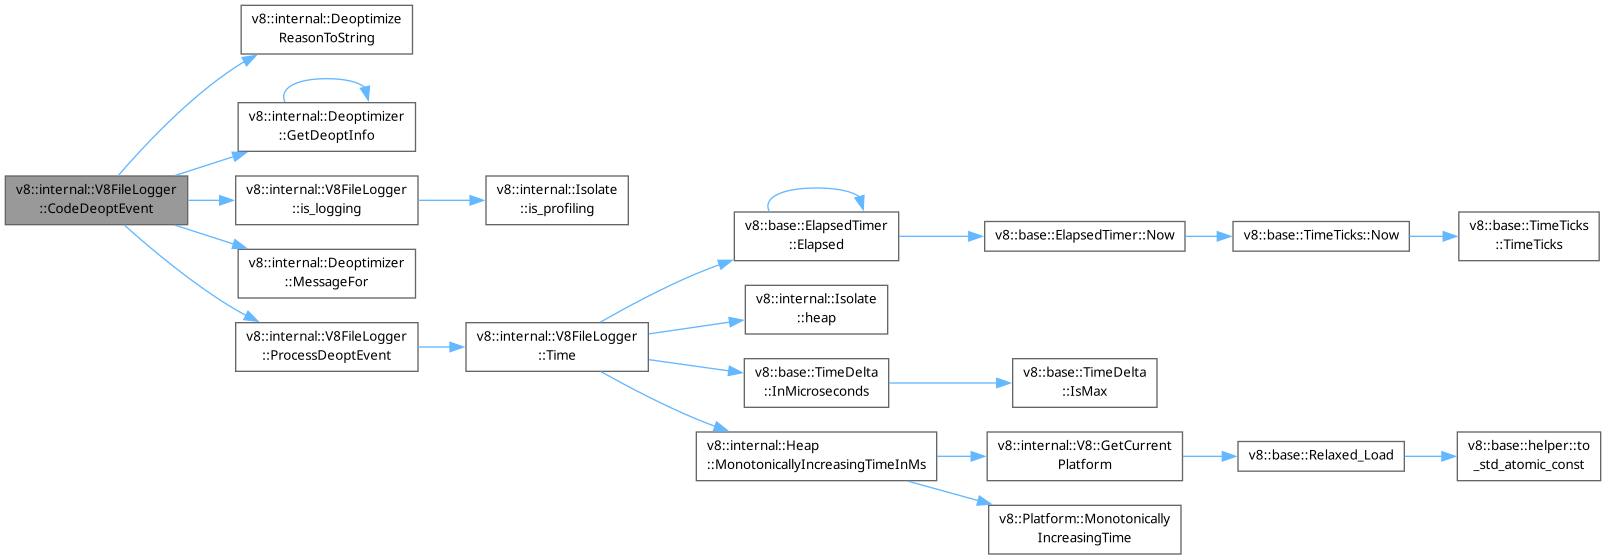 v8::internal::Deoptimize
ReasonToString
v8::internal::Deoptimizer
::GetDeoptInfo
v8::internal::V8FileLogger
::CodeDeoptEvent
v8::internal::V8FileLogger
::is_logging
v8::internal::Isolate
::is_profiling
v8::internal::Deoptimizer
::MessageFor
v8::internal::V8FileLogger
::ProcessDeoptEvent
v8::internal::V8FileLogger
::Time
v8::base::ElapsedTimer
::Elapsed
v8::base::ElapsedTimer::Now
v8::base::TimeTicks::Now
v8::base::TimeTicks
::TimeTicks
v8::internal::Isolate
::heap
v8::base::TimeDelta
::InMicroseconds
v8::base::TimeDelta
::IsMax
v8::internal::Heap
::MonotonicallyIncreasingTimeInMs
v8::internal::V8::GetCurrent
Platform
v8::base::Relaxed_Load
v8::base::helper::to
_std_atomic_const
v8::Platform::Monotonically
IncreasingTime